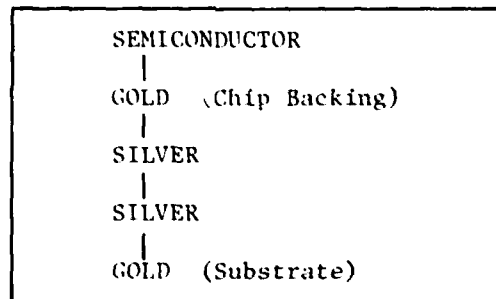 SEMICONDUCTOR
GOLD (Chip Backing)
SILVER
SILVER
GOLD (Substrate)